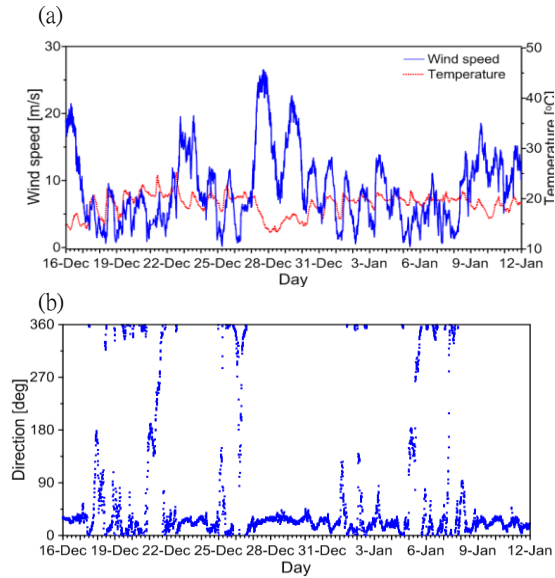 (a)
30
20
10
0
Wind speed [m/s]
Wind speed
Temperature
50
40
30
20
10
Temperature [°C]
16-Dec 19-Dec 22-Dec 25-Dec 28-Dec 31-Dec 3-Jan 6-Jan 9-Jan 12-Jan
Day
(b)
360
270
180
90
0
Direction [deg]
16-Dec 19-Dec 22-Dec 25-Dec 28-Dec 31-Dec 3-Jan 6-Jan 9-Jan 12-Jan
Day